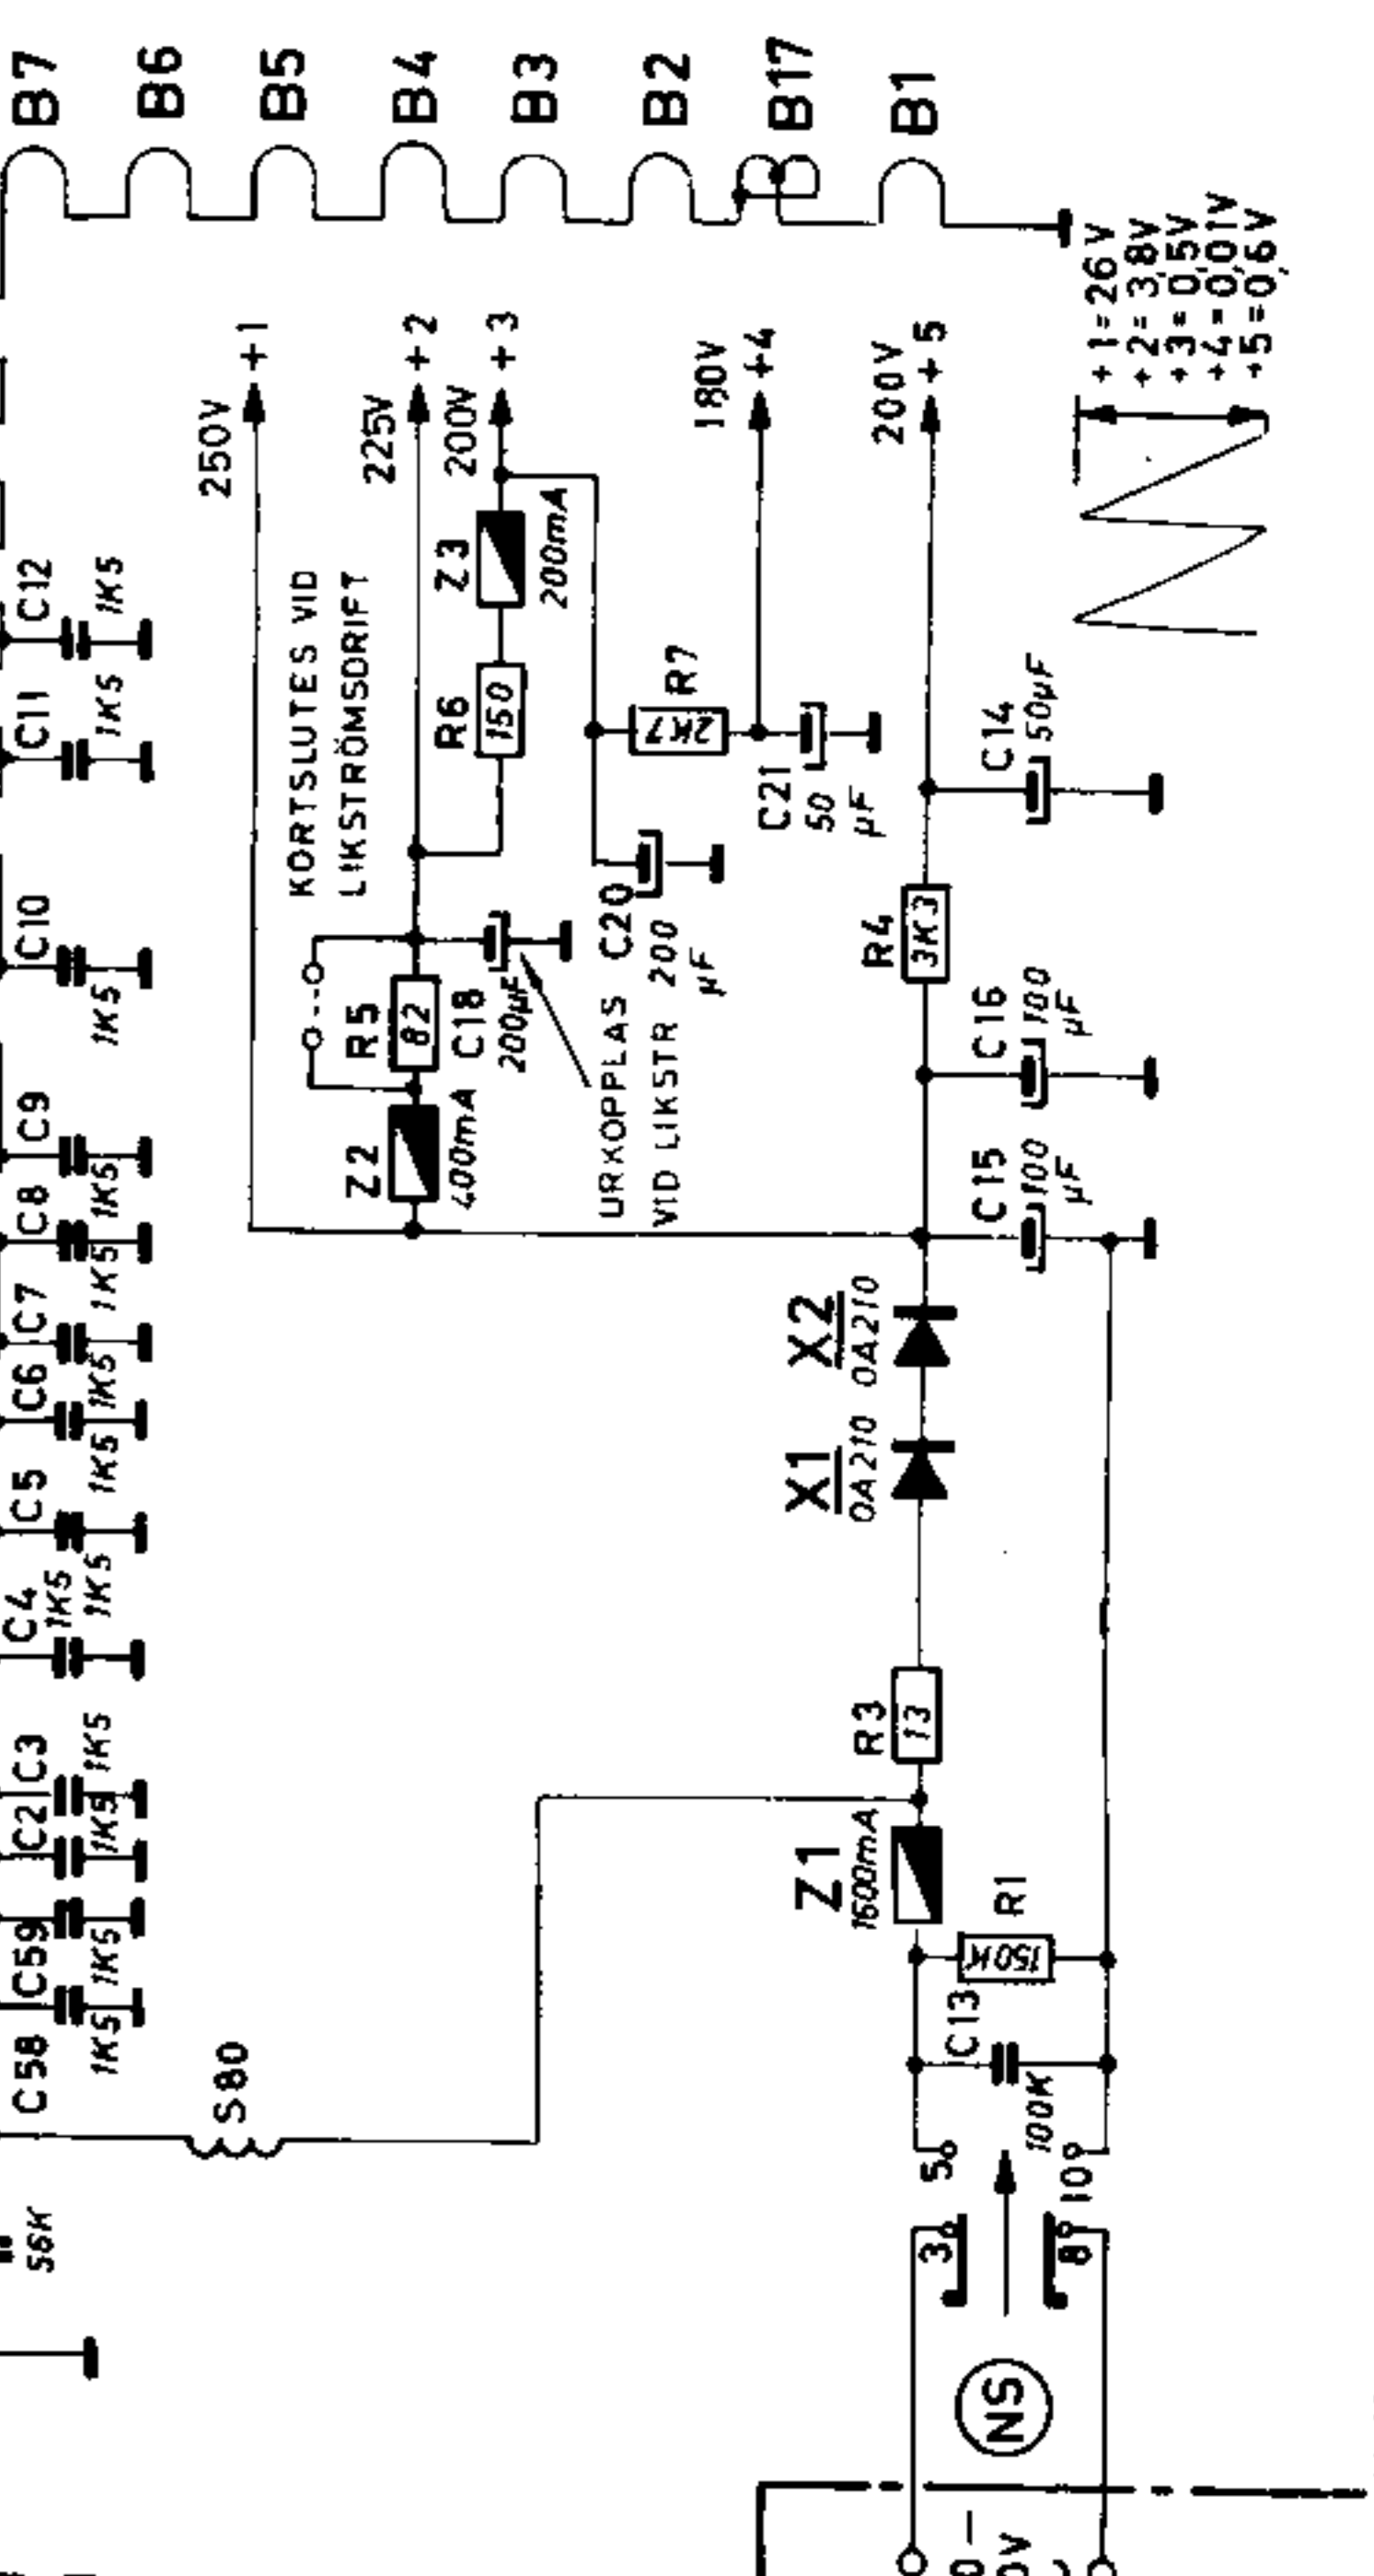 B7
B6
B5
B4
B3
B2
B17
B1
250V
+1
225V
+2
200V
+3
180V
+4
200V
+5
+1=26V
+2=3,8V
+3=0,5V
+4=0,01V
+5=0,6V
C12
1K5
C11
1K5
C10
1K5
C9
1K5
C8
1K5
C7
1K5
C6
1K5
C5
1K5
C4
1K5
C3
1K5
C2
1K5
C59
1K5
C58
KORTSLUTES VID
LIKSTRÖMSDRIFT
Z3
200mA
R6
150
R7
2K7
C21
50
µF
C20
200
µF
R5
82
C18
200µF
Z2
400mA
URKOPPLAS
VID LIKSTR
C14
50µF
R4
3K3
C16
100
µF
C15
100
µF
X2
OA210
X1
OA210
R3
13
Z1
1600mA
R1
150K
C13
100K
S80
56K
5
10
3
8
NS